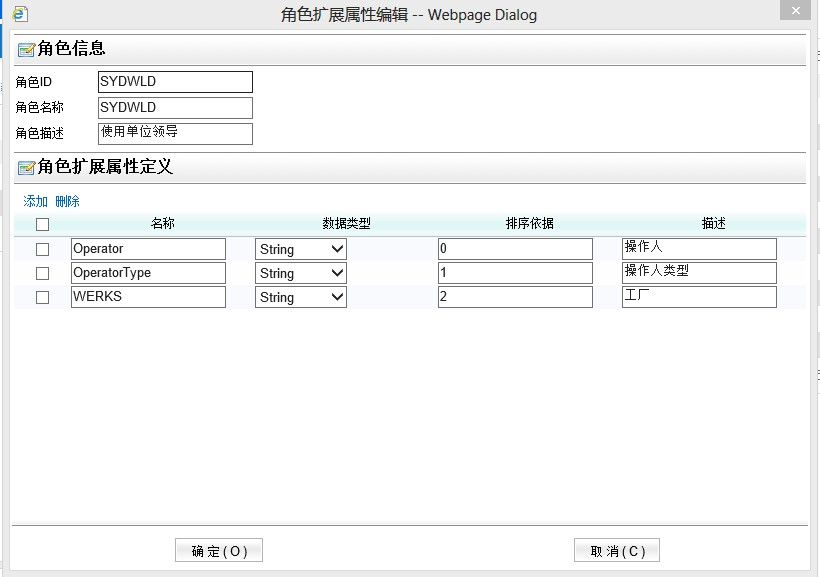 角色扩展属性编辑 -- Webpage Dialog
角色信息
角色ID SYDWLD
角色名称 SYDWLD
角色描述 使用单位领导
角色扩展属性定义
添加 删除
名称 数据类型 排序依据 描述
Operator String 0 操作人
OperatorType String 1 操作人类型
WERKS String 2 工厂
确 定 ( O ) 取 消 ( C )